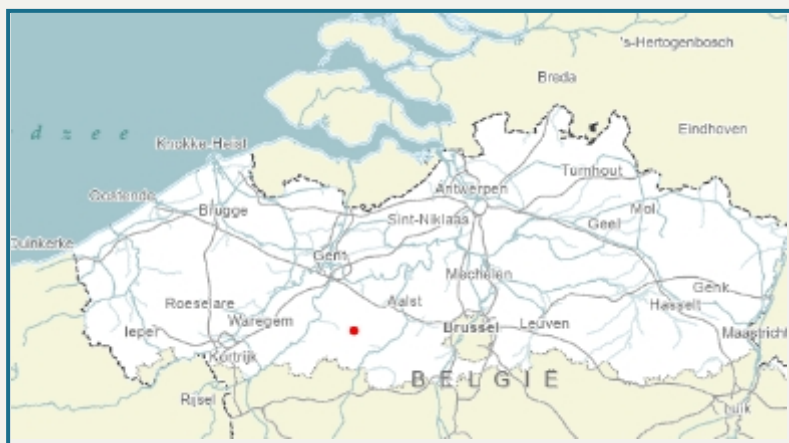 's-Hertogenbosch
Breda
d z e e
Eindhoven
Knokke-Heist
Turnhout
Antwerpen
Oostende
Mol
Brugge
Sint-Niklaas
Geel
Duinkerke
Gent
Mechelen
Genk
Roeselare
Aalst
Hasselt
Waregem
Brussel
Leuven
Ieper
Maastricht
Kortrijk
BELGIË
Rijsel
Luik